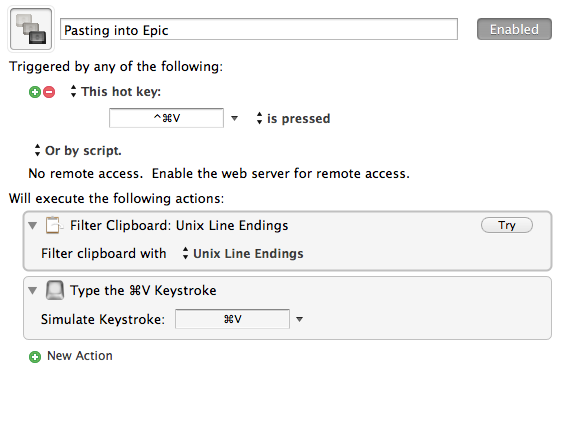 Pasting into Epic
Enabled
Triggered by any of the following:
This hot key:
^⌘V
is pressed
Or by script.
No remote access. Enable the web server for remote access.
Will execute the following actions:
Filter Clipboard: Unix Line Endings
Try
Filter clipboard with Unix Line Endings
Type the ⌘V Keystroke
Simulate Keystroke: ⌘V
New Action